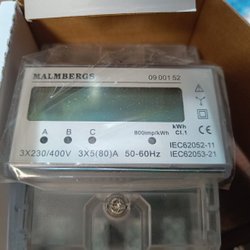 MALMBERGS 09 001 52
kWh
Cl.1
A B C 800imp/kWh
IEC62052-11
3X230/400V 3X5(80)A 50-60Hz IEC62053-21